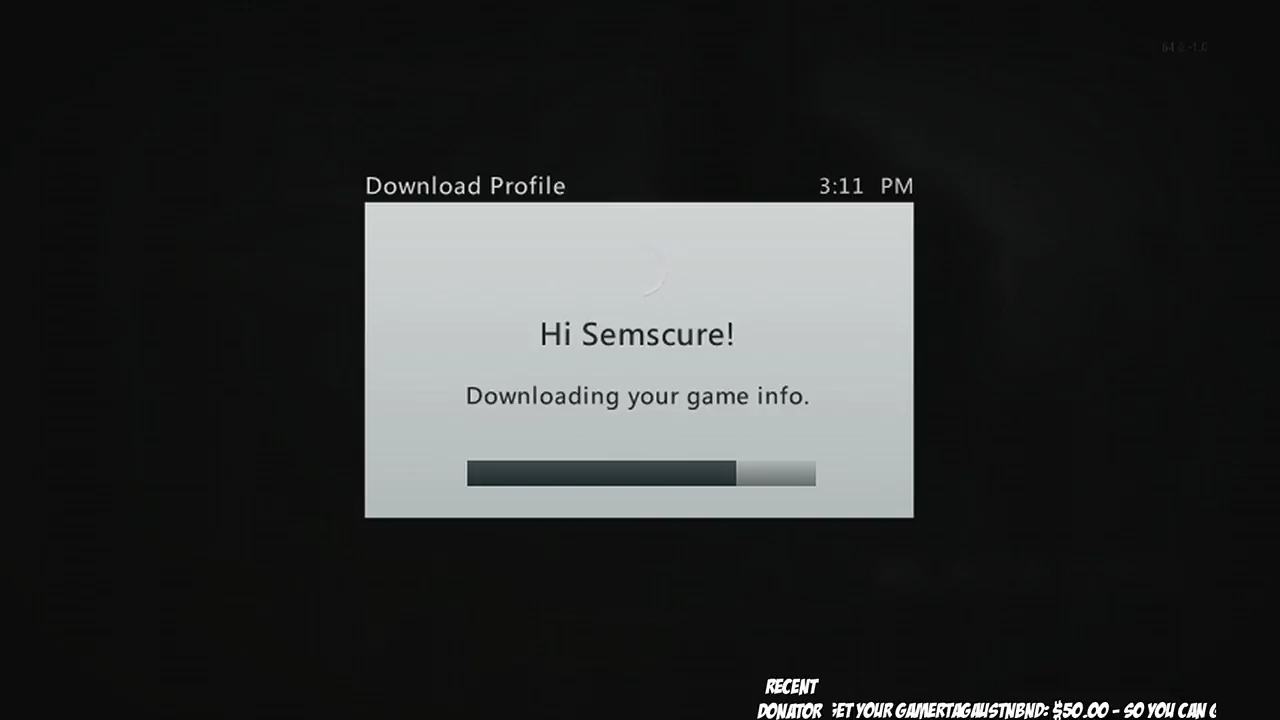 Download Profile 3:11 PM
Hi Semscure!
Downloading your game info.
RECENT
DONATOR ET YOUR GAMERTAGAUSTNBND: $50.00 - SO YOU CAN